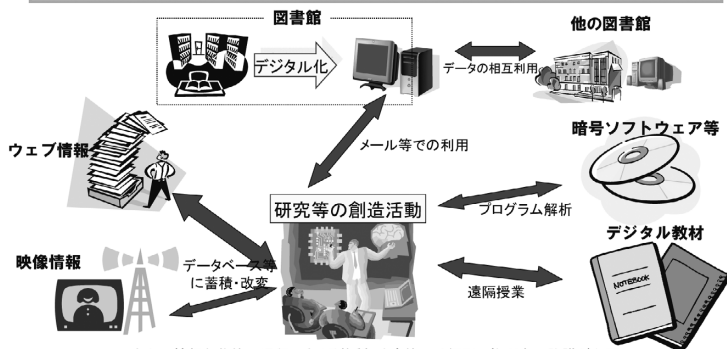 図書館
他の図書館
デジタル化
データの相互利用
メール等での利用
ウェブ情報
暗号ソフトウェア等
研究等の創造活動
プログラム解析
デジタル教材
映像情報
データベース等
に蓄積・改変
遠隔授業
NOTEBOOK